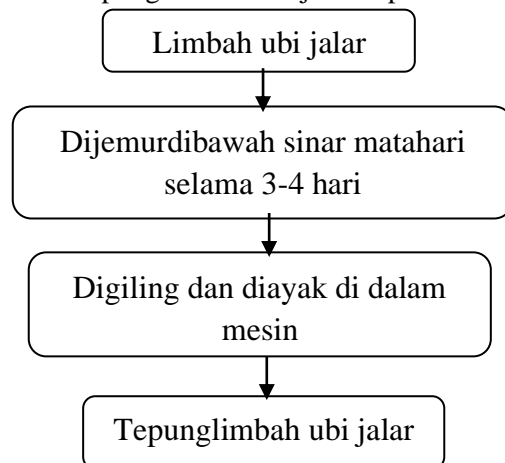 Limbah ubi jalar
Dijemurdibawah sinar matahari
selama 3-4 hari
Digiling dan diayak di dalam
mesin
Tepunglimbah ubi jalar